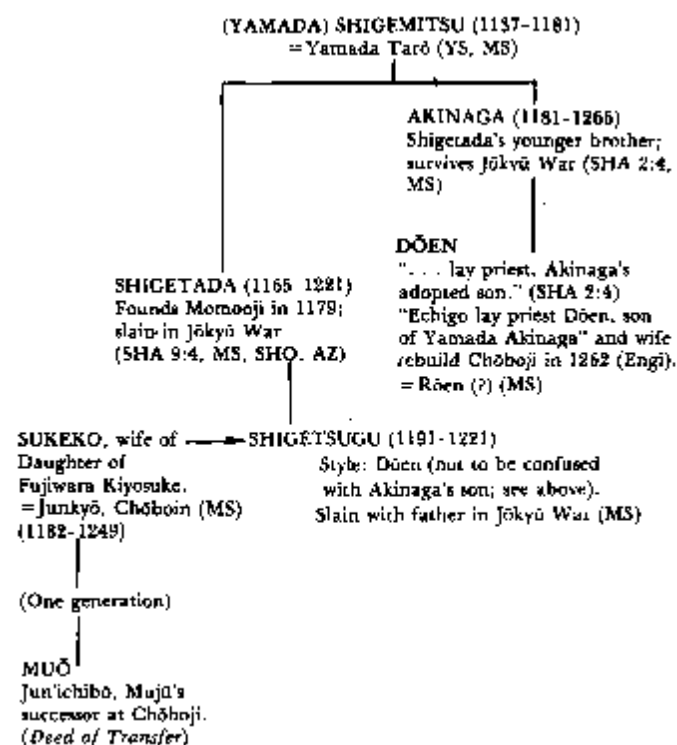 (YAMADA) SHIGEMITSU (1137-1181)
=Yamada Tarō (YS, MS)
AKINAGA (1181-1266)
Shigetada's younger brother;
survives Jōkyū War (SHA 2:4,
MS)
DŌEN
". . . lay priest, Akinaga's
adopted son." (SHA 2:4)
"Echigo lay priest Dōen, son
of Yamada Akinaga" and wife
rebuild Chōboji in 1262 (Engi).
= Rōen (?) (MS)
SHIGETADA (1165-1221)
Founds Momooji in 1179;
slain in Jōkyū War
(SHA 9:4, MS, SHO, AZ)
SUKEKO, wife of
Daughter of
Fujiwara Kiyosuke.
=Junkyō, Chōboin (MS)
(1182-1249)
SHIGETSUGU (1191-1221)
Style: Dōen (not to be confused
with Akinaga's son; see above).
Slain with father in Jōkyū War (MS)
(One generation)
MUŌ
Jun'ichibō, Mujū's
successor at Chōboji.
(Deed of Transfer)